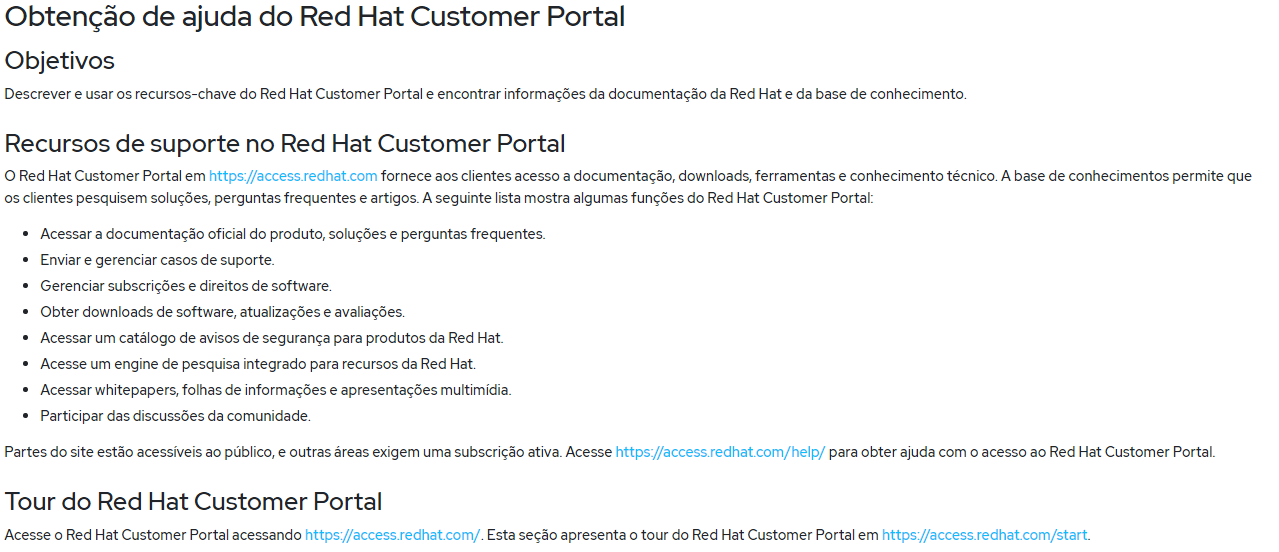 Obtenção de ajuda do Red Hat Customer Portal
Objetivos
Descrever e usar os recursos-chave do Red Hat Customer Portal e encontrar informações da documentação da Red Hat e da base de conhecimento.
Recursos de suporte no Red Hat Customer Portal
O Red Hat Customer Portal em https://access.redhat.com fornece aos clientes acesso a documentação, downloads, ferramentas e conhecimento técnico. A base de conhecimentos permite que
os clientes pesquisem soluções, perguntas frequentes e artigos. A seguinte lista mostra algumas funções do Red Hat Customer Portal:
• Acessar a documentação oficial do produto, soluções e perguntas frequentes.
• Enviar e gerenciar casos de suporte.
• Gerenciar subscrições e direitos de software.
• Obter downloads de software, atualizações e avaliações.
• Acessar um catálogo de avisos de segurança para produtos da Red Hat.
• Acesse um engine de pesquisa integrado para recursos da Red Hat.
• Acessar whitepapers, folhas de informações e apresentações multimídia.
• Participar das discussões da comunidade.
Partes do site estão acessíveis ao público, e outras áreas exigem uma subscrição ativa. Acesse https://access.redhat.com/help/ para obter ajuda com o acesso ao Red Hat Customer Portal.
Tour do Red Hat Customer Portal
Acesse o Red Hat Customer Portal acessando https://access.redhat.com/. Esta seção apresenta o tour do Red Hat Customer Portal em https://access.redhat.com/start.